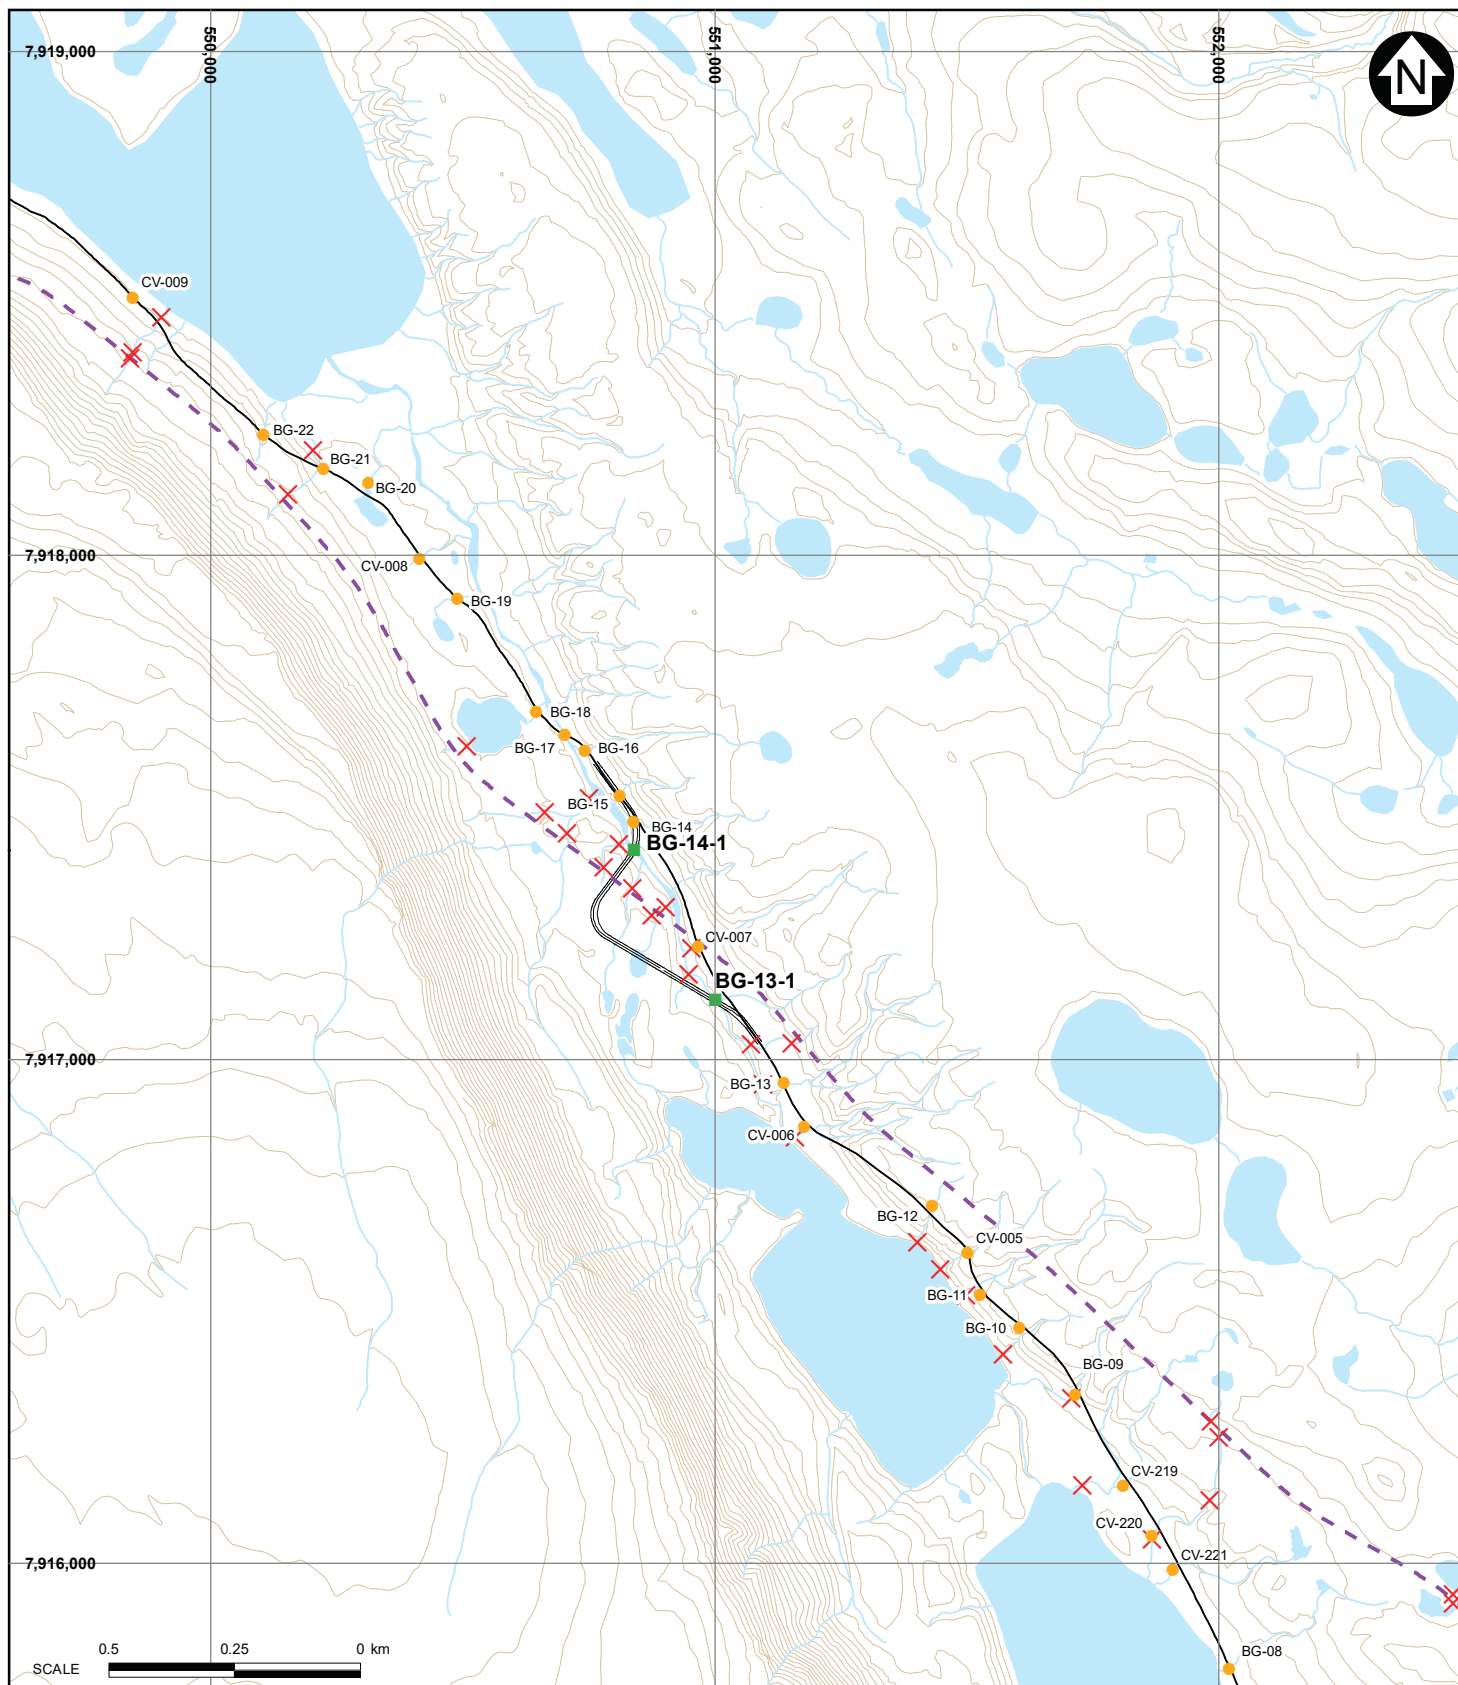 550,000
551,000
552,000
7,919,000
N
CV-009
BG-22
BG-21
BG-20
7,918,000
CV-008
BG-19
BG-18
BG-17
BG-16
BG-15
BG-14
BG-14-1
CV-007
BG-13-1
7,917,000
BG-13
CV-006
BG-12
CV-005
BG-11
BG-10
BG-09
CV-219
CV-220
CV-221
7,916,000
BG-08
0.5 0.25 0 km
SCALE